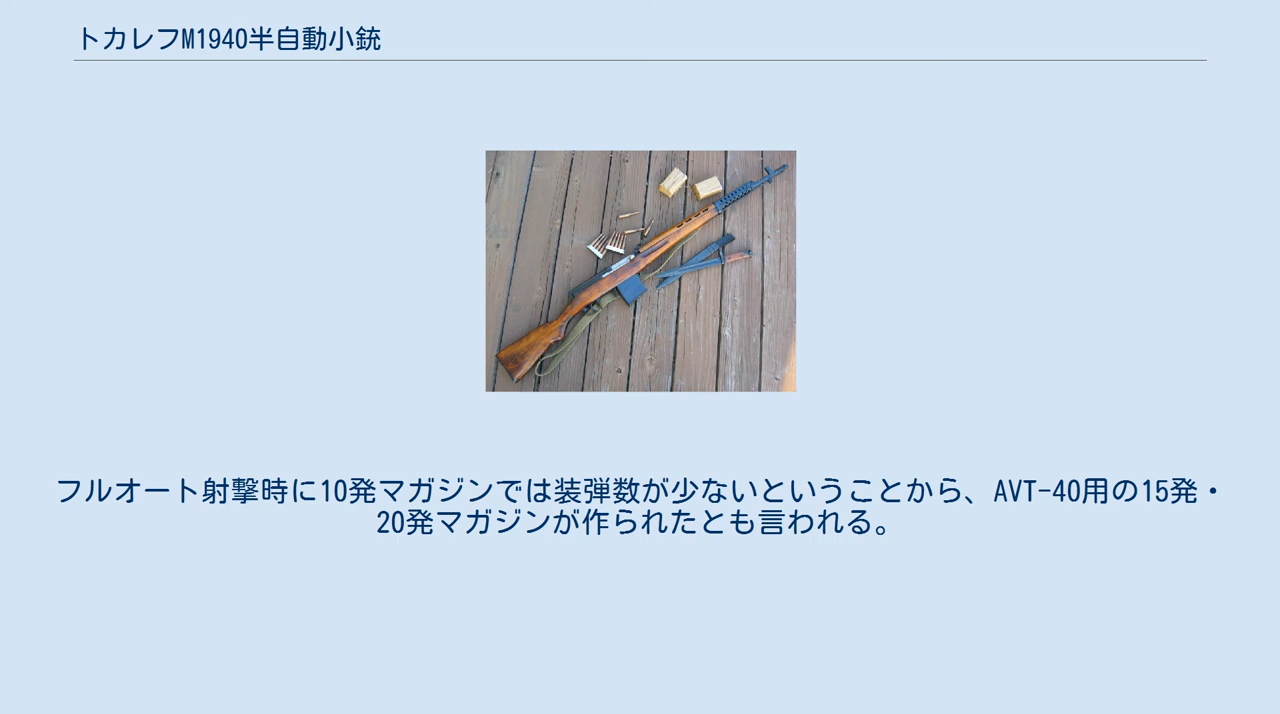 トカレフM1940半自動小銃
フルオート射撃時に10発マガジンでは装弾数が少ないということから、AVT-40用の15発・
20発マガジンが作られたとも言われる。